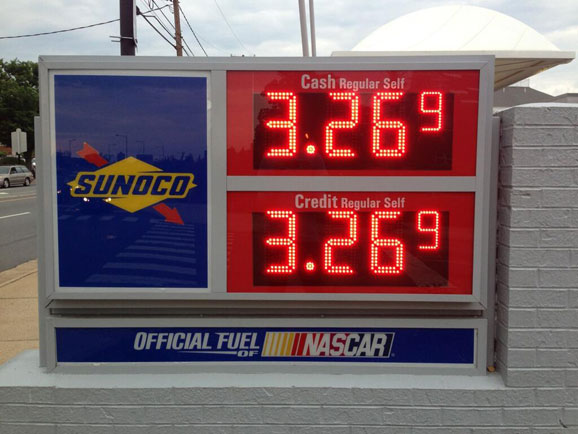 SUNOCO
Cash Regular Self
3.26 9
Credit Regular Self
3.26 9
OFFICIAL FUEL OF NASCAR